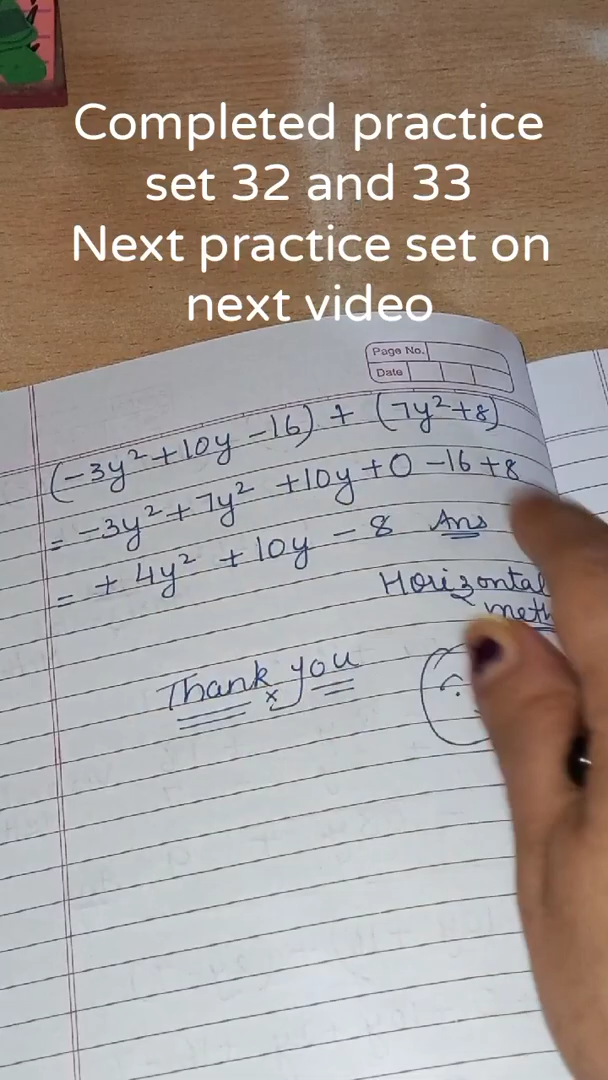 Completed practice
set 32 and 33
Next practice set on
next video
Page No.
Date
(-3y²+10y-16) + (7y²+8)
= -3y²+7y² +10y+0 -16+8
= + 4y² + 10y - 8 Ans
Horizontal
Thank you